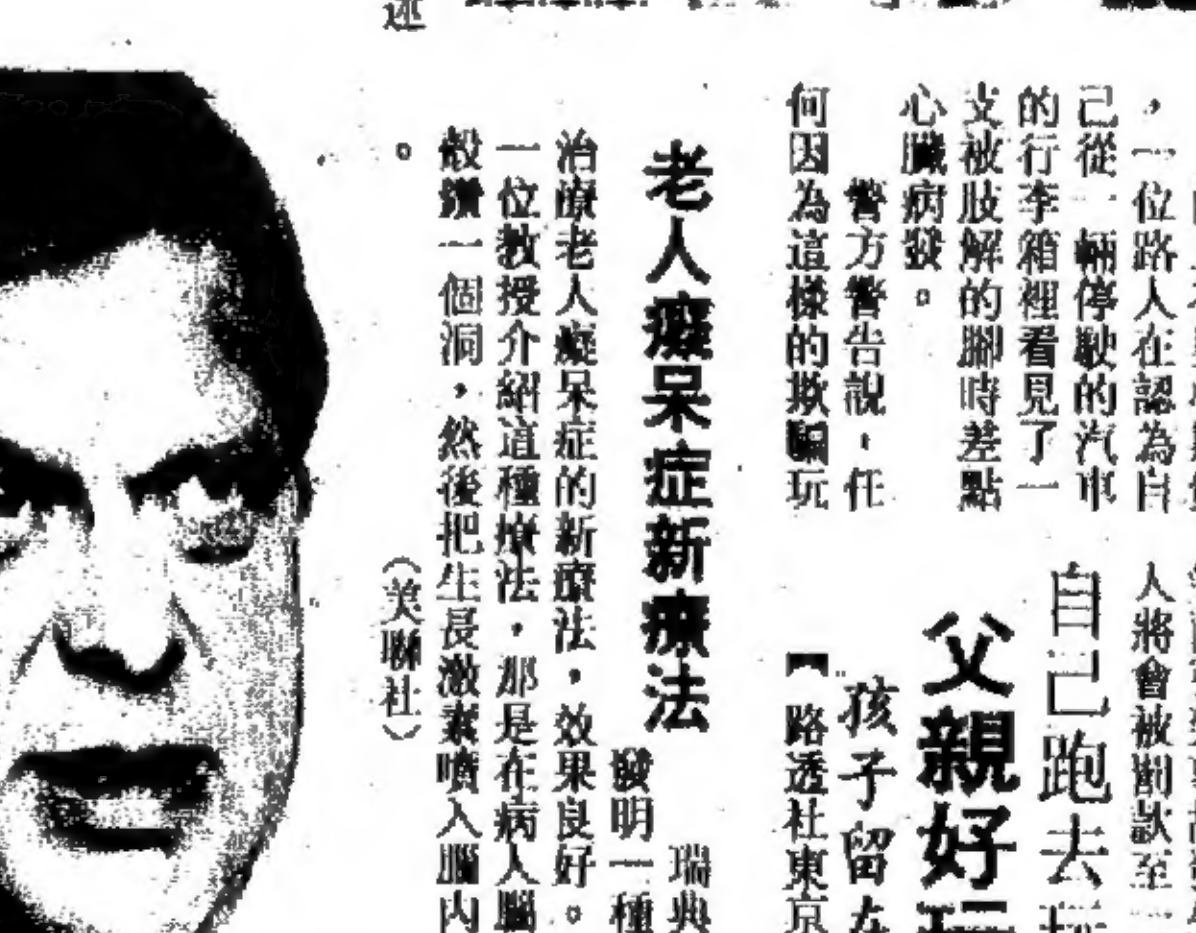 ，一位路人在認為自
己從一輛停駛的汽車
的行李箱裡看見了一
支被肢解的腳時差點
心臟病發。
警方警告說，任
何因為這樣的欺騙玩
人將會被罰款至
自己跑去玩
父親好玩
孩子留在
【路透社東京
老人癡呆症新療法
瑞典
發明一種
治療老人癡呆症的新療法，效果良好。
一位教授介紹這種療法，那是在病人腦
殼鑽一個洞，然後把生長激素噴入腦內
。
（美聯社）